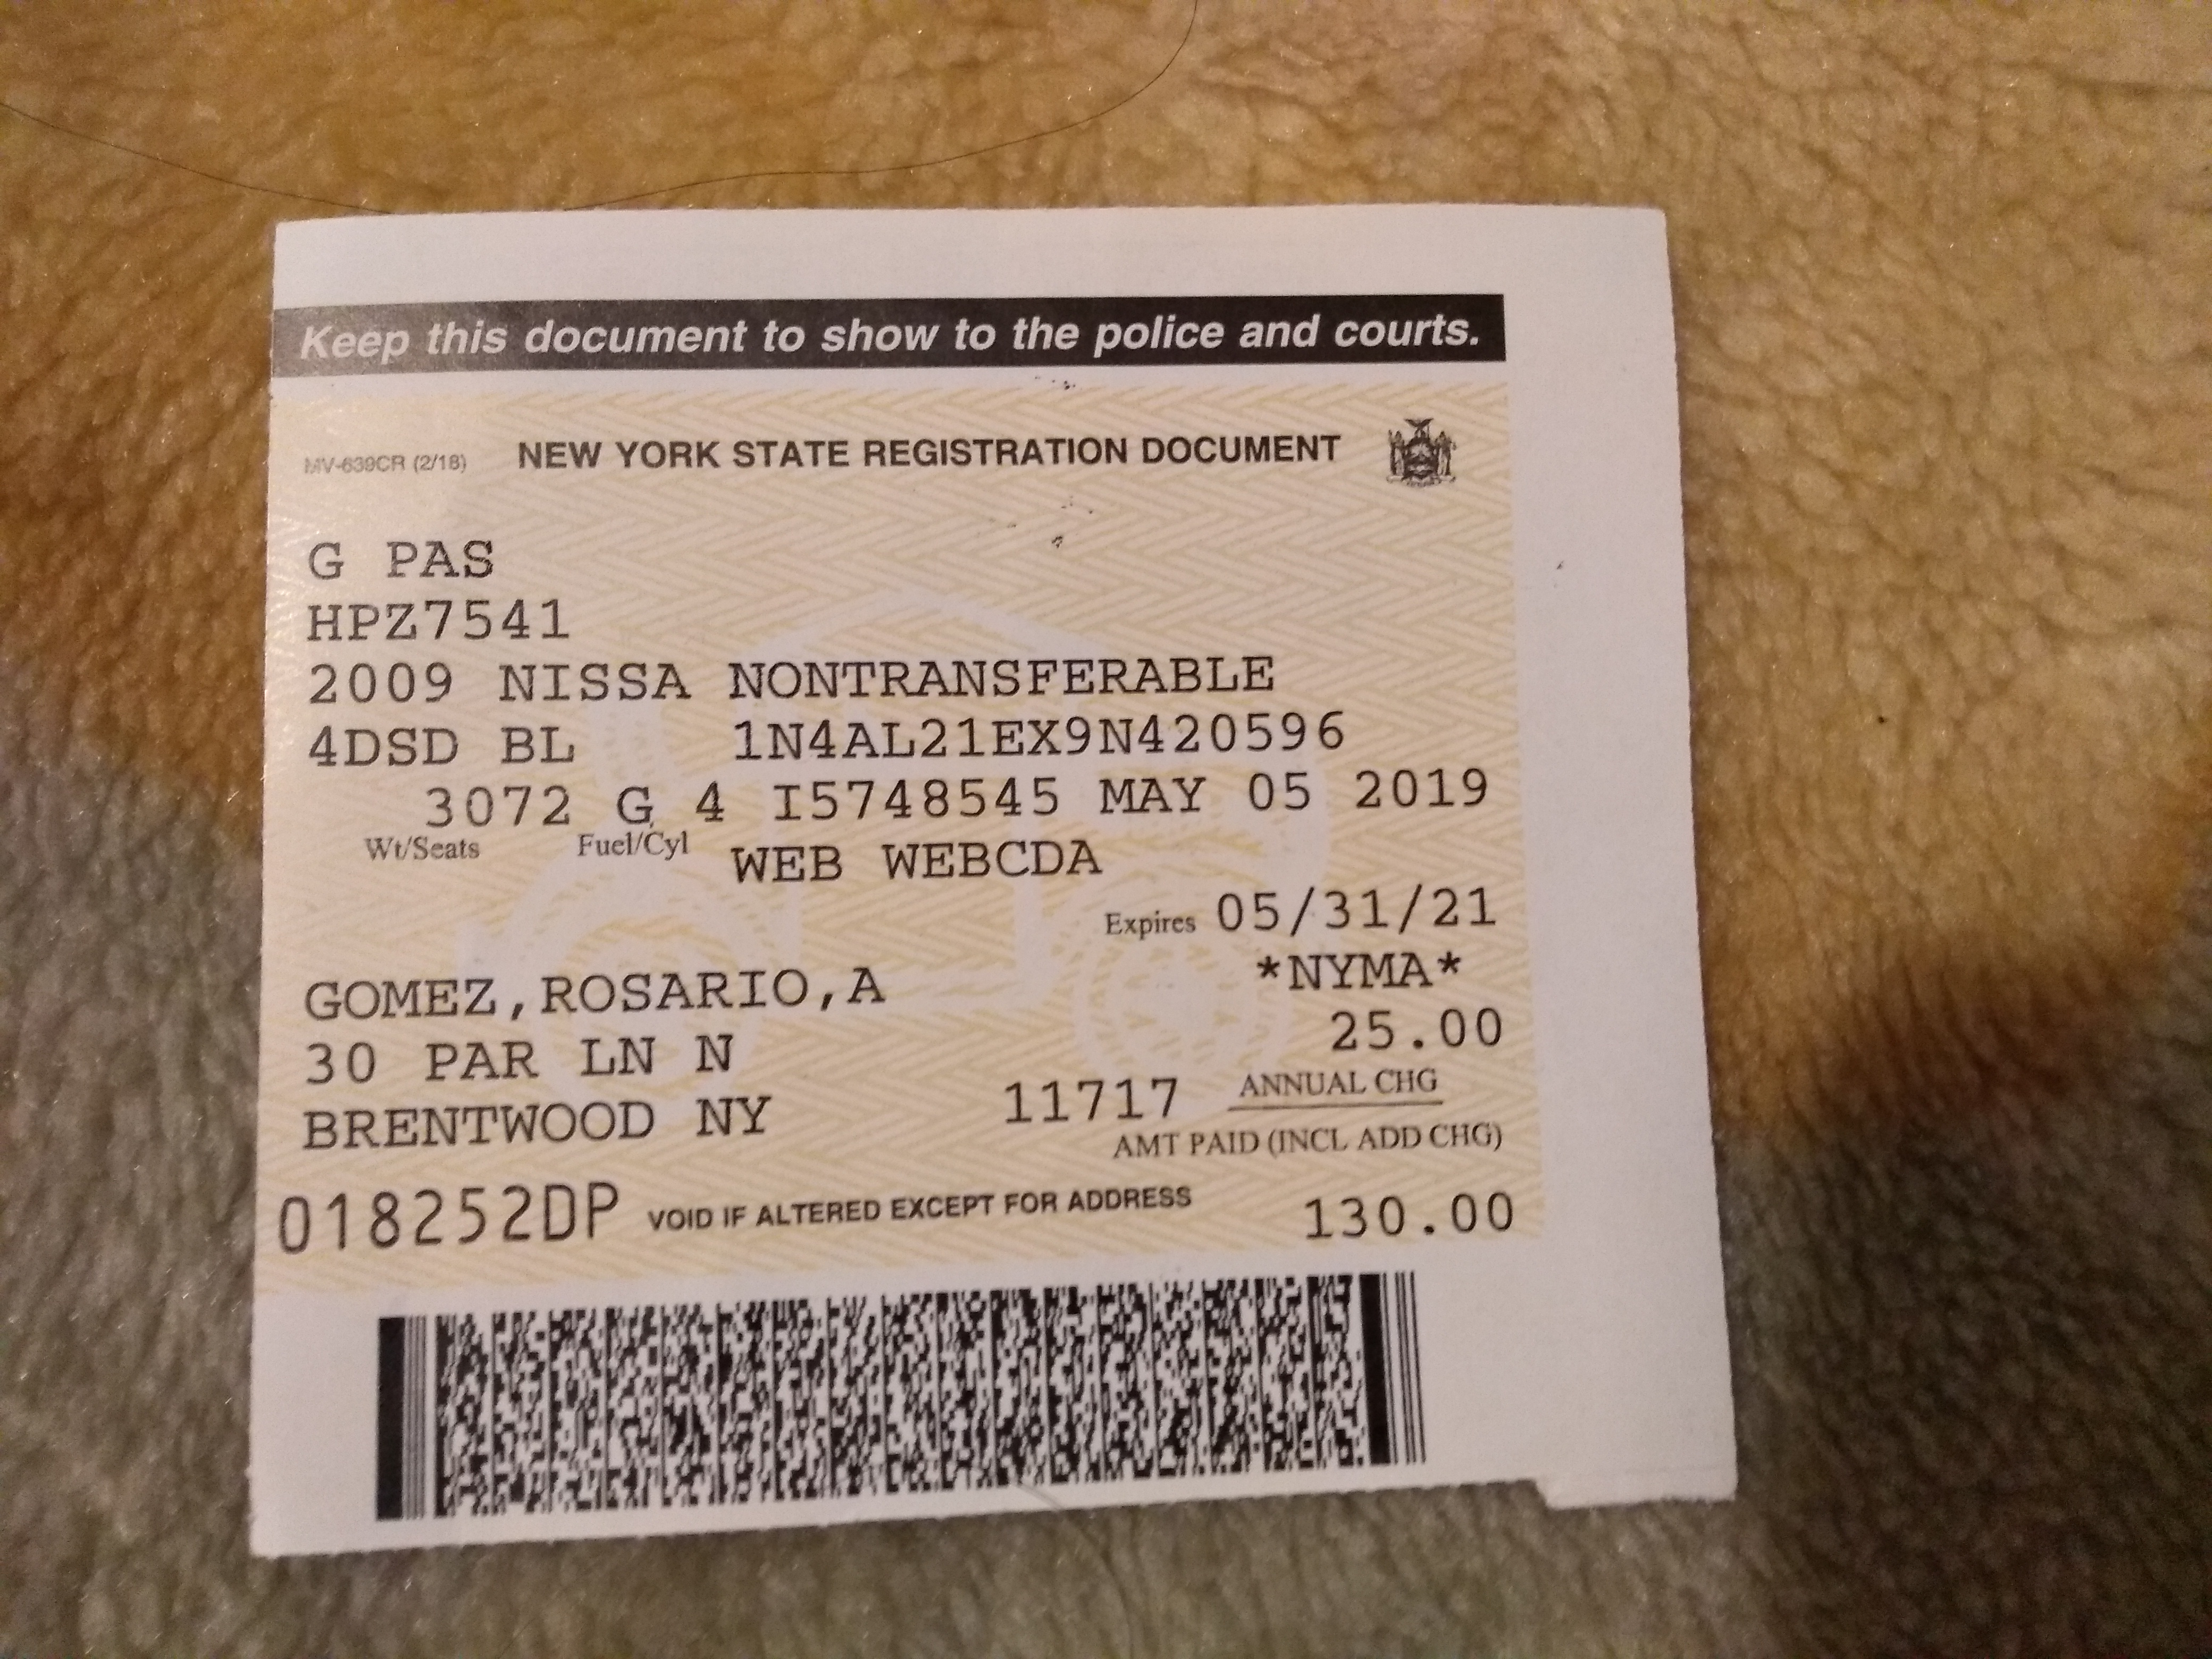 Keep this document to show to the police and courts.
MV-639CR (2/18) NEW YORK STATE REGISTRATION DOCUMENT
G PAS
HPZ7541
2009 NISSA NONTRANSFERABLE
4DSD BL 1N4AL21EX9N420596
3072 G 4 I5748545 MAY 05 2019
Wt/Seats Fuel/Cyl WEB WEBCDA
Expires 05/31/21
*NYMA*
GOMEZ,ROSARIO,A
25.00
30 PAR LN N
ANNUAL CHG
BRENTWOOD NY 11717
AMT PAID (INCL ADD CHG)
018252DP VOID IF ALTERED EXCEPT FOR ADDRESS 130.00